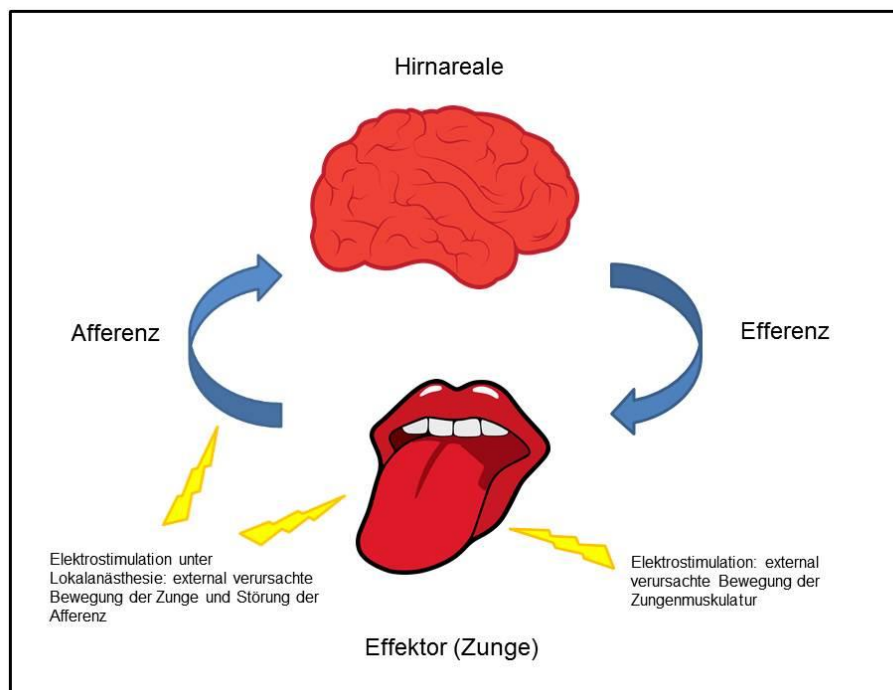 Hirnareale
Afferenz
Efferenz
Elektrostimulation unter
Lokalanästhesie: external verursachte
Bewegung der Zunge und Störung der
Afferenz
Elektrostimulation: external
verursachte Bewegung der
Zungenmuskulatur
Effektor (Zunge)